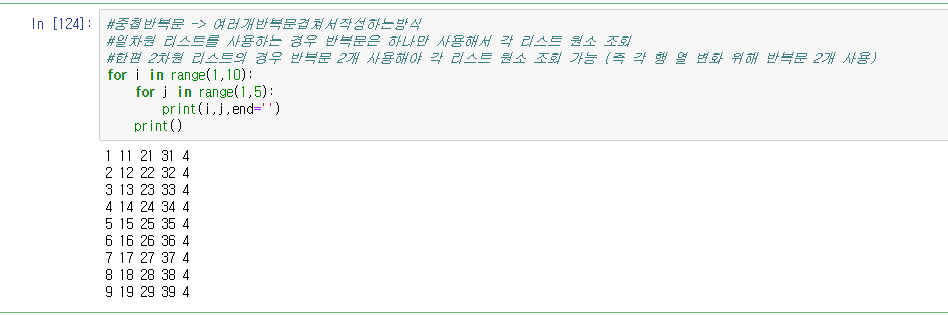 In [124]: #중첩반복문 -> 여러개반복문겹쳐서작성하는방식
#일차원 리스트를 사용하는 경우 반복문은 하나만 사용해서 각 리스트 원소 조회
#한편 2차원 리스트의 경우 반복문 2개 사용해야 각 리스트 원소 조회 가능 (즉 각 행 열 변화 위해 반복문 2개 사용)
for i in range(1,10):
    for j in range(1,5):
        print(i,j,end='')
    print()
1 11 21 31 4
2 12 22 32 4
3 13 23 33 4
4 14 24 34 4
5 15 25 35 4
6 16 26 36 4
7 17 27 37 4
8 18 28 38 4
9 19 29 39 4